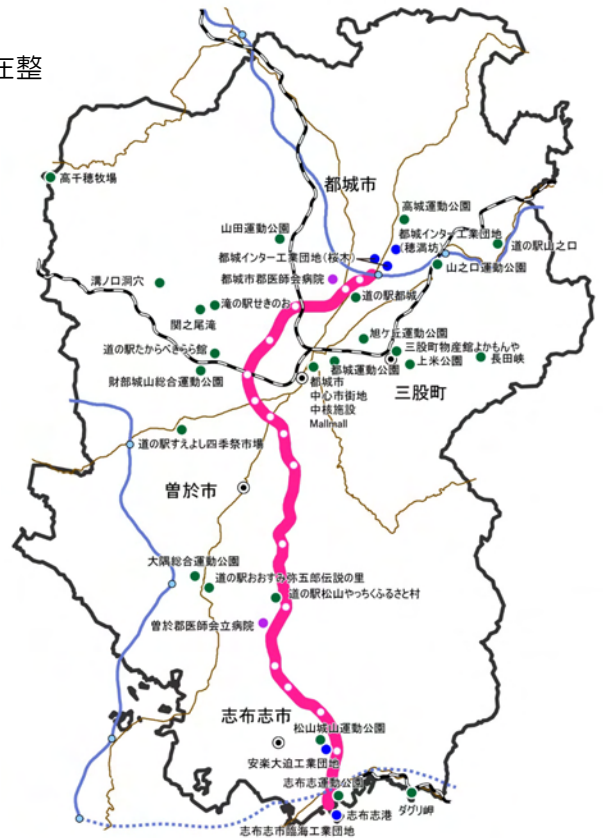 在整
高千穂牧場
都城市
高城運動公園
山田運動公園
都城インター工業団地
(穂満坊)
都城インター工業団地(桜木)
道の駅山之口
山之口運動公園
都城市郡医師会病院
溝ノ口洞穴
道の駅都城
滝の駅せきのお
関之尾滝
旭ケ丘運動公園
三股町物産館よかもんや
道の駅たからべきらら館
長田峡
上米公園
都城運動公園
財部城山総合運動公園
都城市
中心市街地
中核施設
Mallmall
三股町
道の駅すえよし四季祭市場
曽於市
大隅総合運動公園
道の駅おおすみ弥五郎伝説の里
道の駅松山やっちくふるさと村
曽於郡医師会立病院
志布志市
松山城山運動公園
安楽大迫工業団地
志布志運動公園
ダグリ岬
志布志港
志布志市臨海工業団地